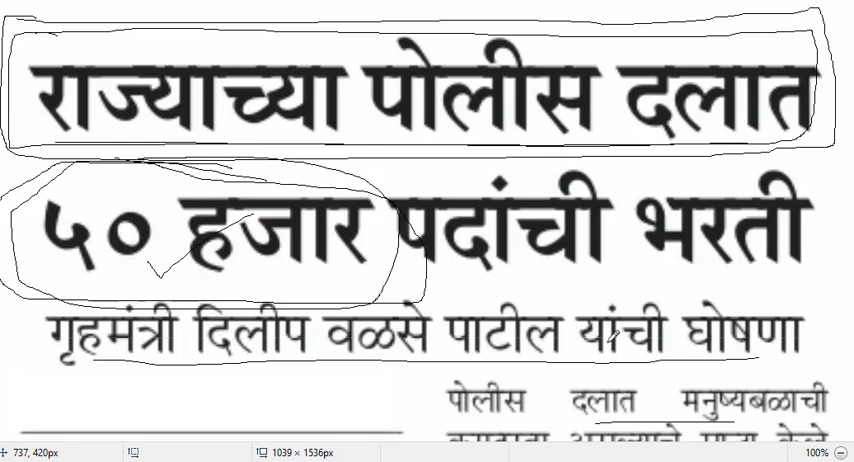 राज्याच्या पोलीस दलात
५० हजार पदांची भरती
गृहमंत्री दिलीप वळसे पाटील यांची घोषणा
पोलीस दलात मनुष्यबळाची
737, 420px
1039 × 1536px
100%